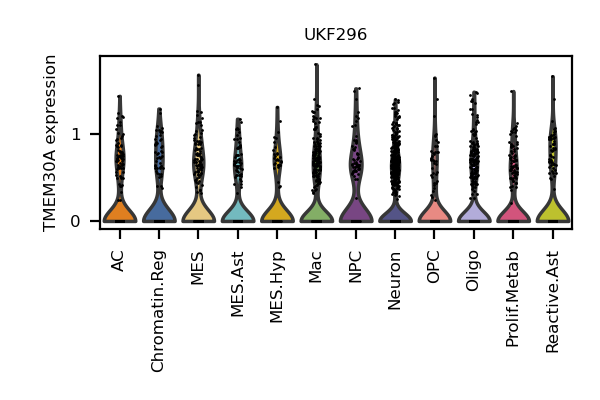 UKF296
TMEM30A expression
1
0
AC
Chromatin.Reg
MES
MES.Ast
MES.Hyp
Mac
NPC
Neuron
OPC
Oligo
Prolif.Metab
Reactive.Ast